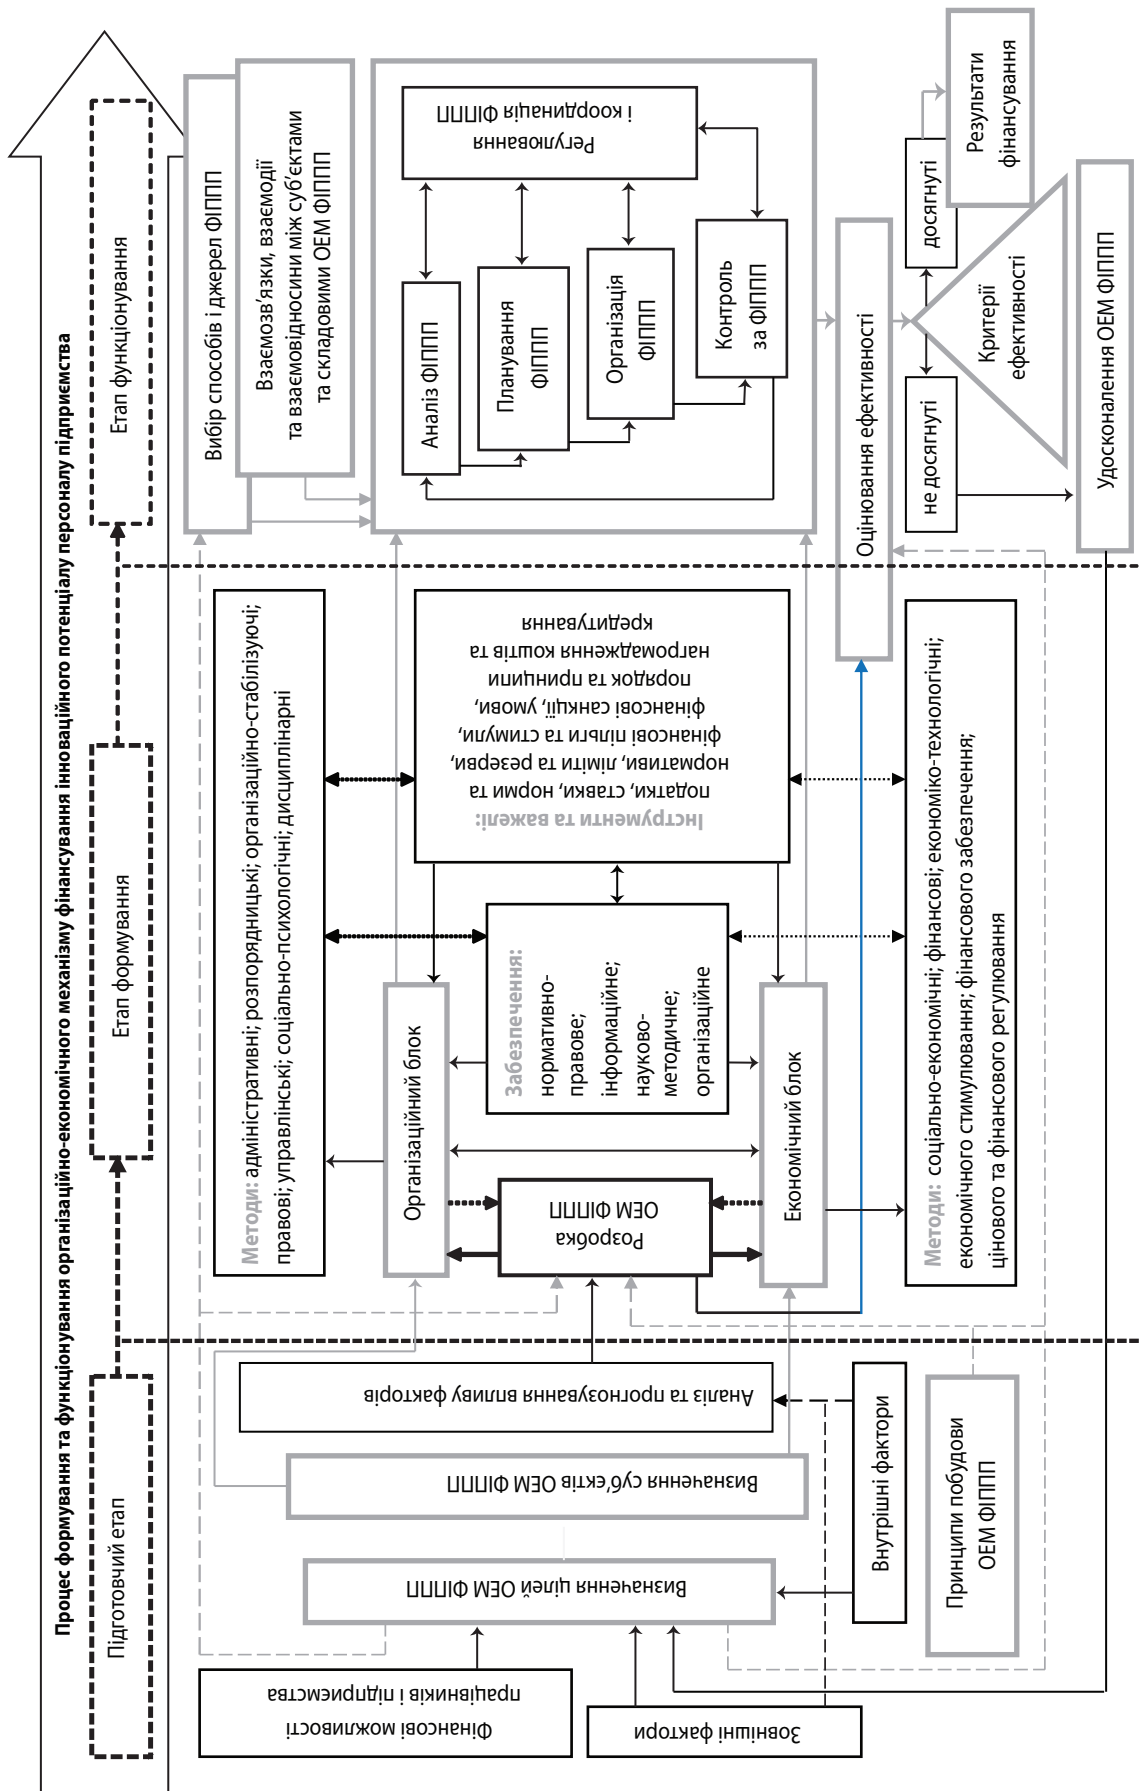 Процес формування та функціонування організаційно-економічного механізму фінансування інноваційного потенціалу персоналу підприємства
Підготовчий етап
Етап формування
Етап функціонування
Фінансові можливості
працівників і підприємства
Зовнішні фактори
Визначення цілей ОЕМ ФІППП
Визначення суб'єктів ОЕМ ФІППП
Аналіз та прогнозування впливу факторів
Внутрішні фактори
Принципи побудови
ОЕМ ФІППП
Методи: адміністративні; розпорядницькі; організаційно-стабілізуючі;
правові; управлінські; соціально-психологічні; дисциплінарні
Організаційний блок
Розробка
ОЕМ ФІППП
Економічний блок
Забезпечення:
нормативно-
правове;
інформаційне;
науково-
методичне;
організаційне
Інструменти та важелі:
податки, ставки, норми та
нормативи, ліміти та резерви,
фінансові пільги та стимули,
фінансові санкції, умови,
порядок та принципи
нагромадження коштів та
кредитування
Методи: соціально-економічні; фінансові; економіко-технологічні;
економічного стимулювання; фінансового забезпечення;
цінового та фінансового регулювання
Вибір способів і джерел ФІППП
Взаємозв'язки, взаємодії
та взаємовідносини між суб'єктами
та складовими ОЕМ ФІППП
Аналіз ФІППП
Планування
ФІППП
Організація
ФІППП
Контроль
за ФІППП
Регулювання
і координація ФІППП
Оцінювання ефективності
не досягнуті
досягнуті
Критерії
ефективності
Результати
фінансування
Удосконалення ОЕМ ФІППП